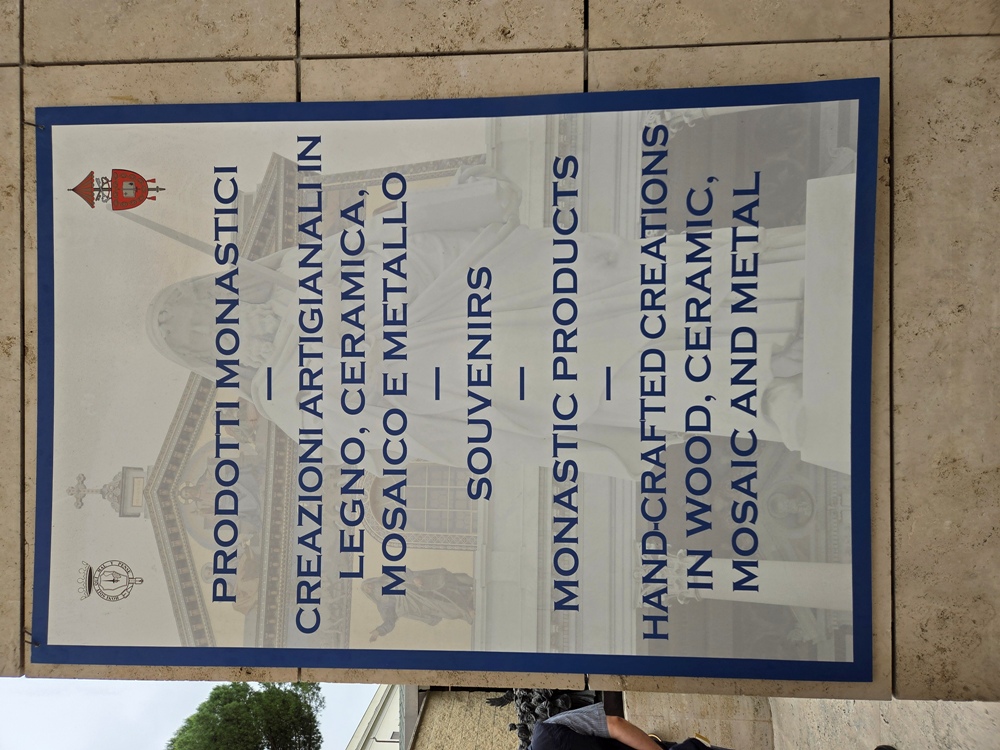 PRODOTTI MONASTICI
—
CREAZIONI ARTIGIANALI IN
LEGNO, CERAMICA,
MOSAICO E METALLO
—
SOUVENIRS
—
MONASTIC PRODUCTS
—
HAND-CRAFTED CREATIONS
IN WOOD, CERAMIC,
MOSAIC AND METAL